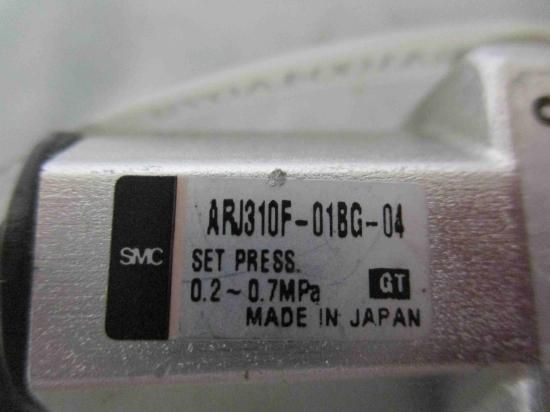 ARJ310F-01BG-04
SMC
SET PRESS.
0.2~0.7MPa
GT
MADE IN JAPAN